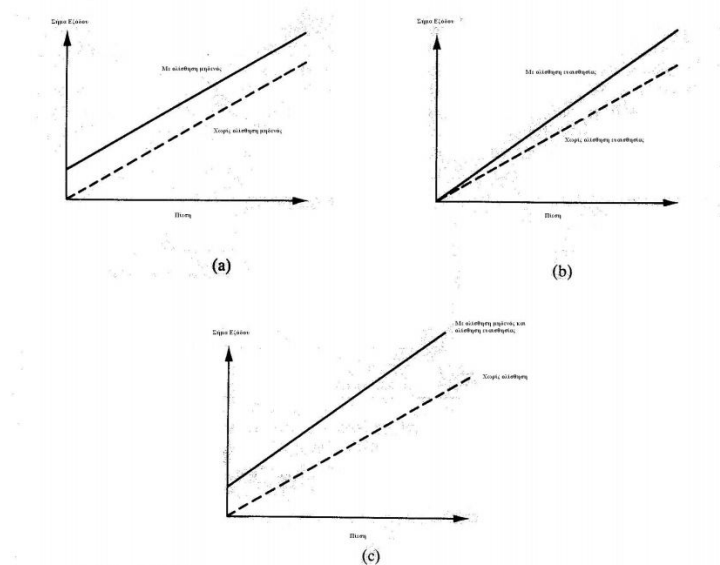 Σήμα Εξόδου
Με ολίσθηση μηδενός
Χωρίς ολίσθηση μηδενός
Πίεση
(a)
Σήμα Εξόδου
Με ολίσθηση ευαισθησίας
Χωρίς ολίσθηση ευαισθησίας
Πίεση
(b)
Σήμα Εξόδου
Με ολίσθηση μηδενός και
ολίσθηση ευαισθησίας
Χωρίς ολίσθηση
Πίεση
(c)